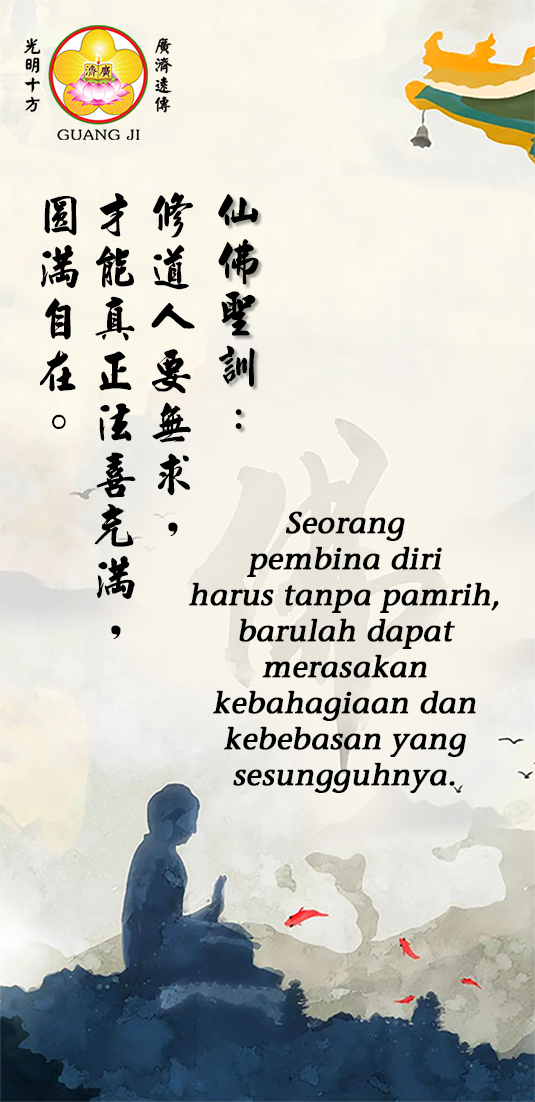 光明十方
廣濟遠傳
廣濟
GUANG JI
仙佛聖訓：
修道人要無求，
才能真正法喜充滿，
圓滿自在。
佛
Seorang
pembina diri
harus tanpa pamrih,
barulah dapat
merasakan
kebahagiaan dan
kebebasan yang
sesungguhnya.